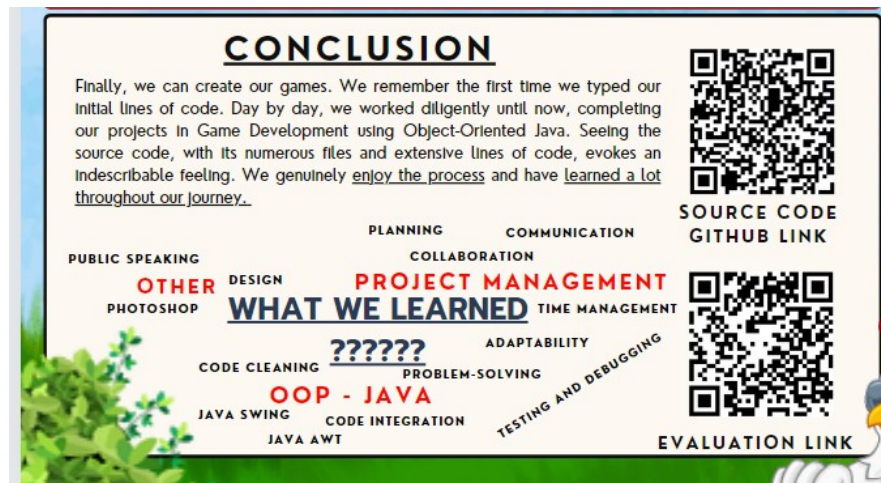 CONCLUSION
Finally, we can create our games. We remember the first time we typed our
initial lines of code. Day by day, we worked diligently until now, completing
our projects in Game Development using Object-Oriented Java. Seeing the
source code, with its numerous files and extensive lines of code, evokes an
indescribable feeling. We genuinely enjoy the process and have learned a lot
throughout our journey.
SOURCE CODE
GITHUB LINK
PLANNING
COMMUNICATION
PUBLIC SPEAKING
COLLABORATION
OTHER
DESIGN
PROJECT MANAGEMENT
PHOTOSHOP
WHAT WE LEARNED
TIME MANAGEMENT
??????
ADAPTABILITY
CODE CLEANING
PROBLEM-SOLVING
TESTING AND DEBUGGING
OOP - JAVA
JAVA SWING
CODE INTEGRATION
JAVA AWT
EVALUATION LINK